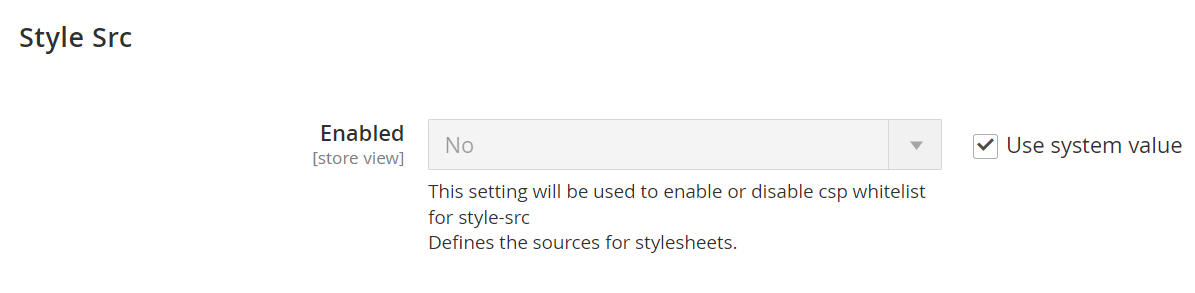 Style Src
Enabled
[store view]
No
Use system value
This setting will be used to enable or disable csp whitelist
for style-src
Defines the sources for stylesheets.